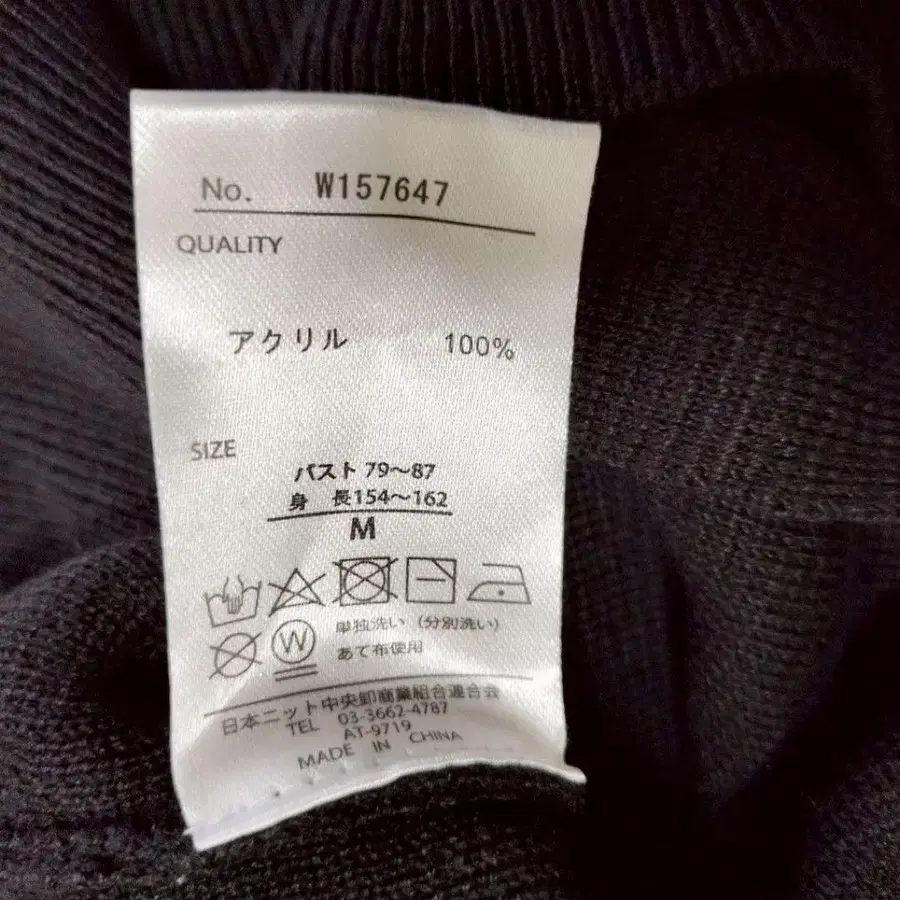 No. W157647
QUALITY
アクリル 100%
SIZE
バスト 79〜87
身 長154〜162
M
W
単独洗い (分別洗い)
あて布使用
日本ニット中央卸商業組合連合会
TEL 03-3662-4787
AT-9719
MADE IN CHINA